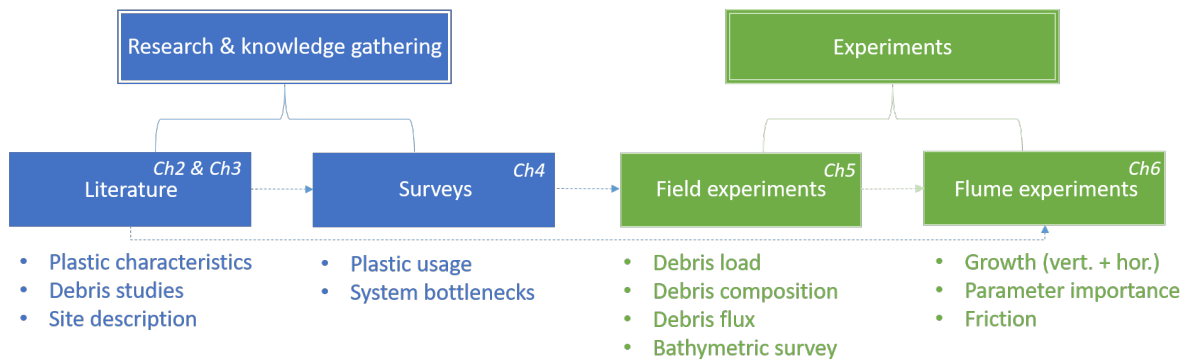 Research & knowledge gathering
Experiments
Ch2 & Ch3
Literature
Ch4
Surveys
Ch5
Field experiments
Ch6
Flume experiments
• Plastic characteristics
• Debris studies
• Site description
• Plastic usage
• System bottlenecks
• Debris load
• Debris composition
• Debris flux
• Bathymetric survey
• Growth (vert. + hor.)
• Parameter importance
• Friction